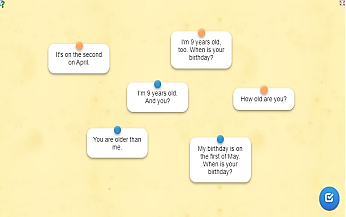 It's on the second
on April.
I'm 9 years old,
too. When is your
birthday?
I'm 9 years old.
And you?
How old are you?
You are older than
me.
My birthday is on
the first of May.
When is your
birthday?